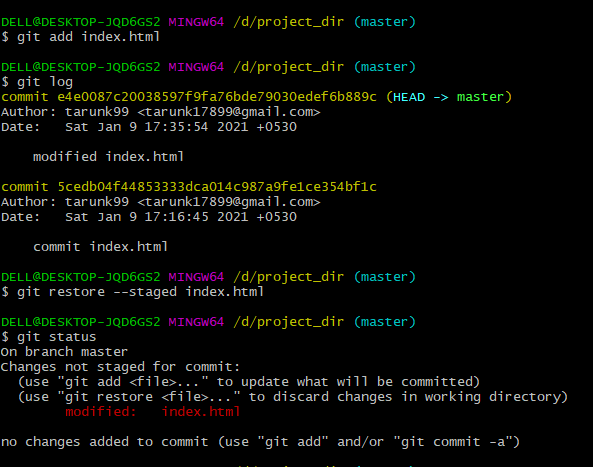 DELL@DESKTOP-JQD6GS2 MINGW64 /d/project_dir (master)
$ git add index.html
DELL@DESKTOP-JQD6GS2 MINGW64 /d/project_dir (master)
$ git log
commit e4e0087c20038597f9fa76bde79030edef6b889c (HEAD -> master)
Author: tarunk99 <tarunk17899@gmail.com>
Date:   Sat Jan 9 17:35:54 2021 +0530
    modified index.html
commit 5cedb04f44853333dca014c987a9fe1ce354bf1c
Author: tarunk99 <tarunk17899@gmail.com>
Date:   Sat Jan 9 17:16:45 2021 +0530
    commit index.html
DELL@DESKTOP-JQD6GS2 MINGW64 /d/project_dir (master)
$ git restore --staged index.html
DELL@DESKTOP-JQD6GS2 MINGW64 /d/project_dir (master)
$ git status
On branch master
Changes not staged for commit:
  (use "git add <file>..." to update what will be committed)
  (use "git restore <file>..." to discard changes in working directory)
        modified:   index.html
no changes added to commit (use "git add" and/or "git commit -a")